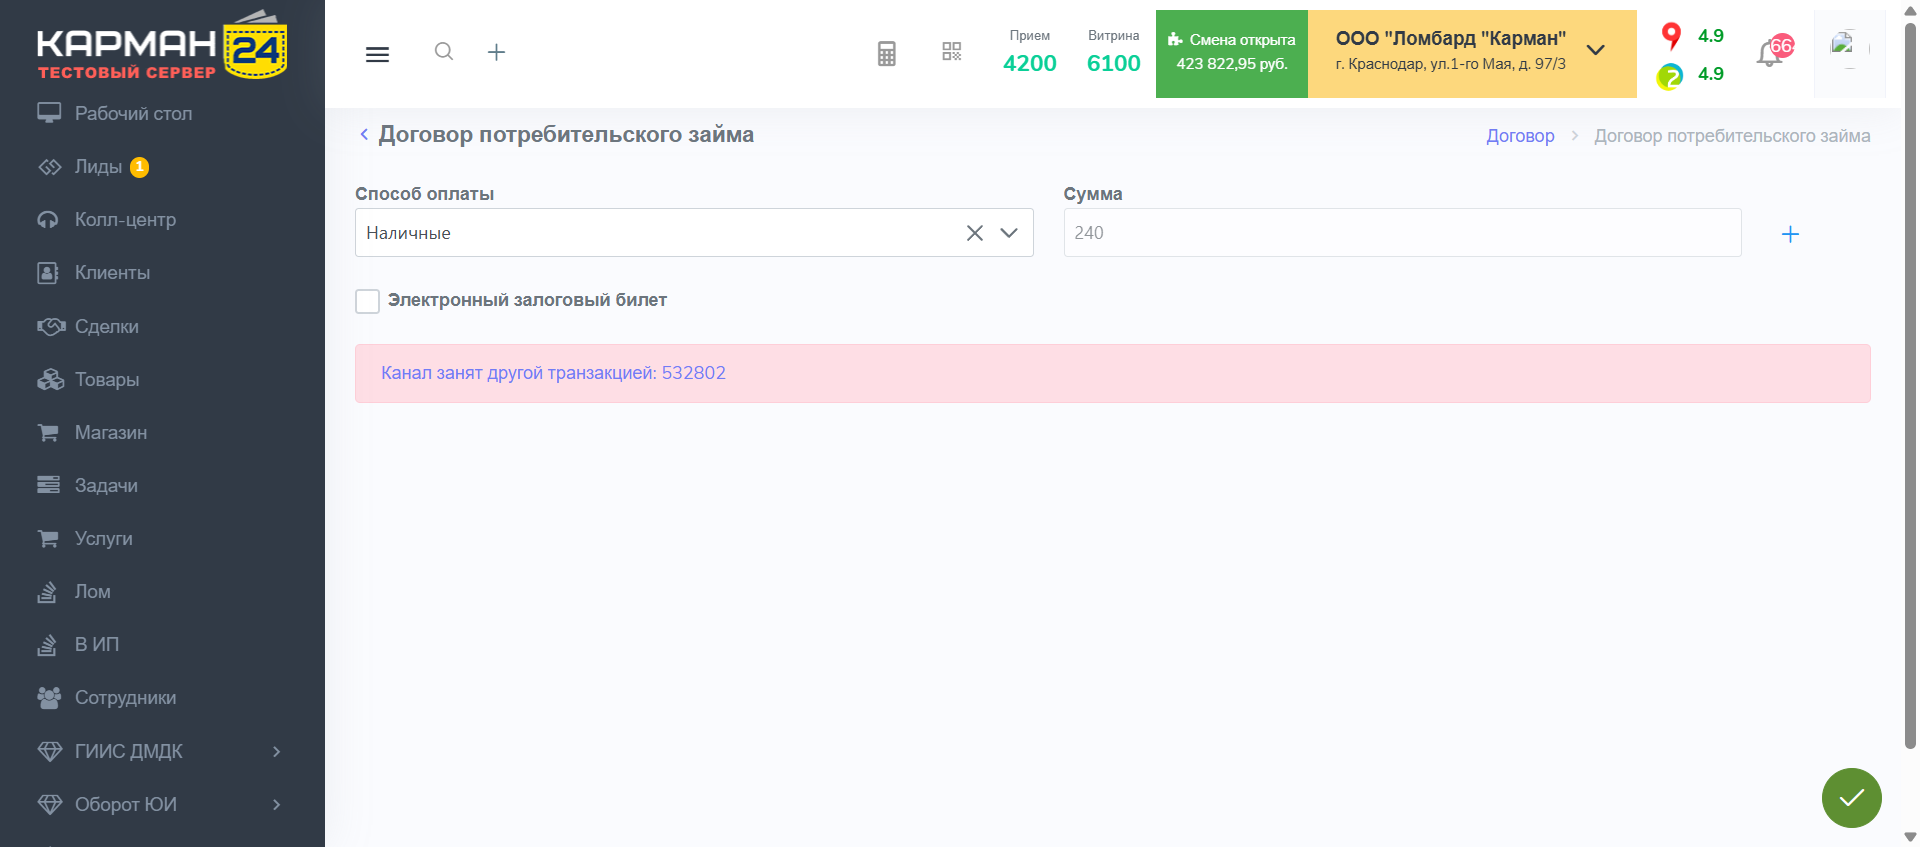 КАРМАН 24
ТЕСТОВЫЙ СЕРВЕР
Рабочий стол
Лиды 1
Колл-центр
Клиенты
Сделки
Товары
Магазин
Задачи
Услуги
Лом
В ИП
Сотрудники
ГИИС ДМДК
Оборот ЮИ
Прием
4200
Витрина
6100
Смена открыта
423 822,95 руб.
ООО "Ломбард "Карман"
г. Краснодар, ул.1-го Мая, д. 97/3
4.9
4.9
Договор потребительского займа
Договор > Договор потребительского займа
Способ оплаты
Наличные
Сумма
240
Электронный залоговый билет
Канал занят другой транзакцией: 532802